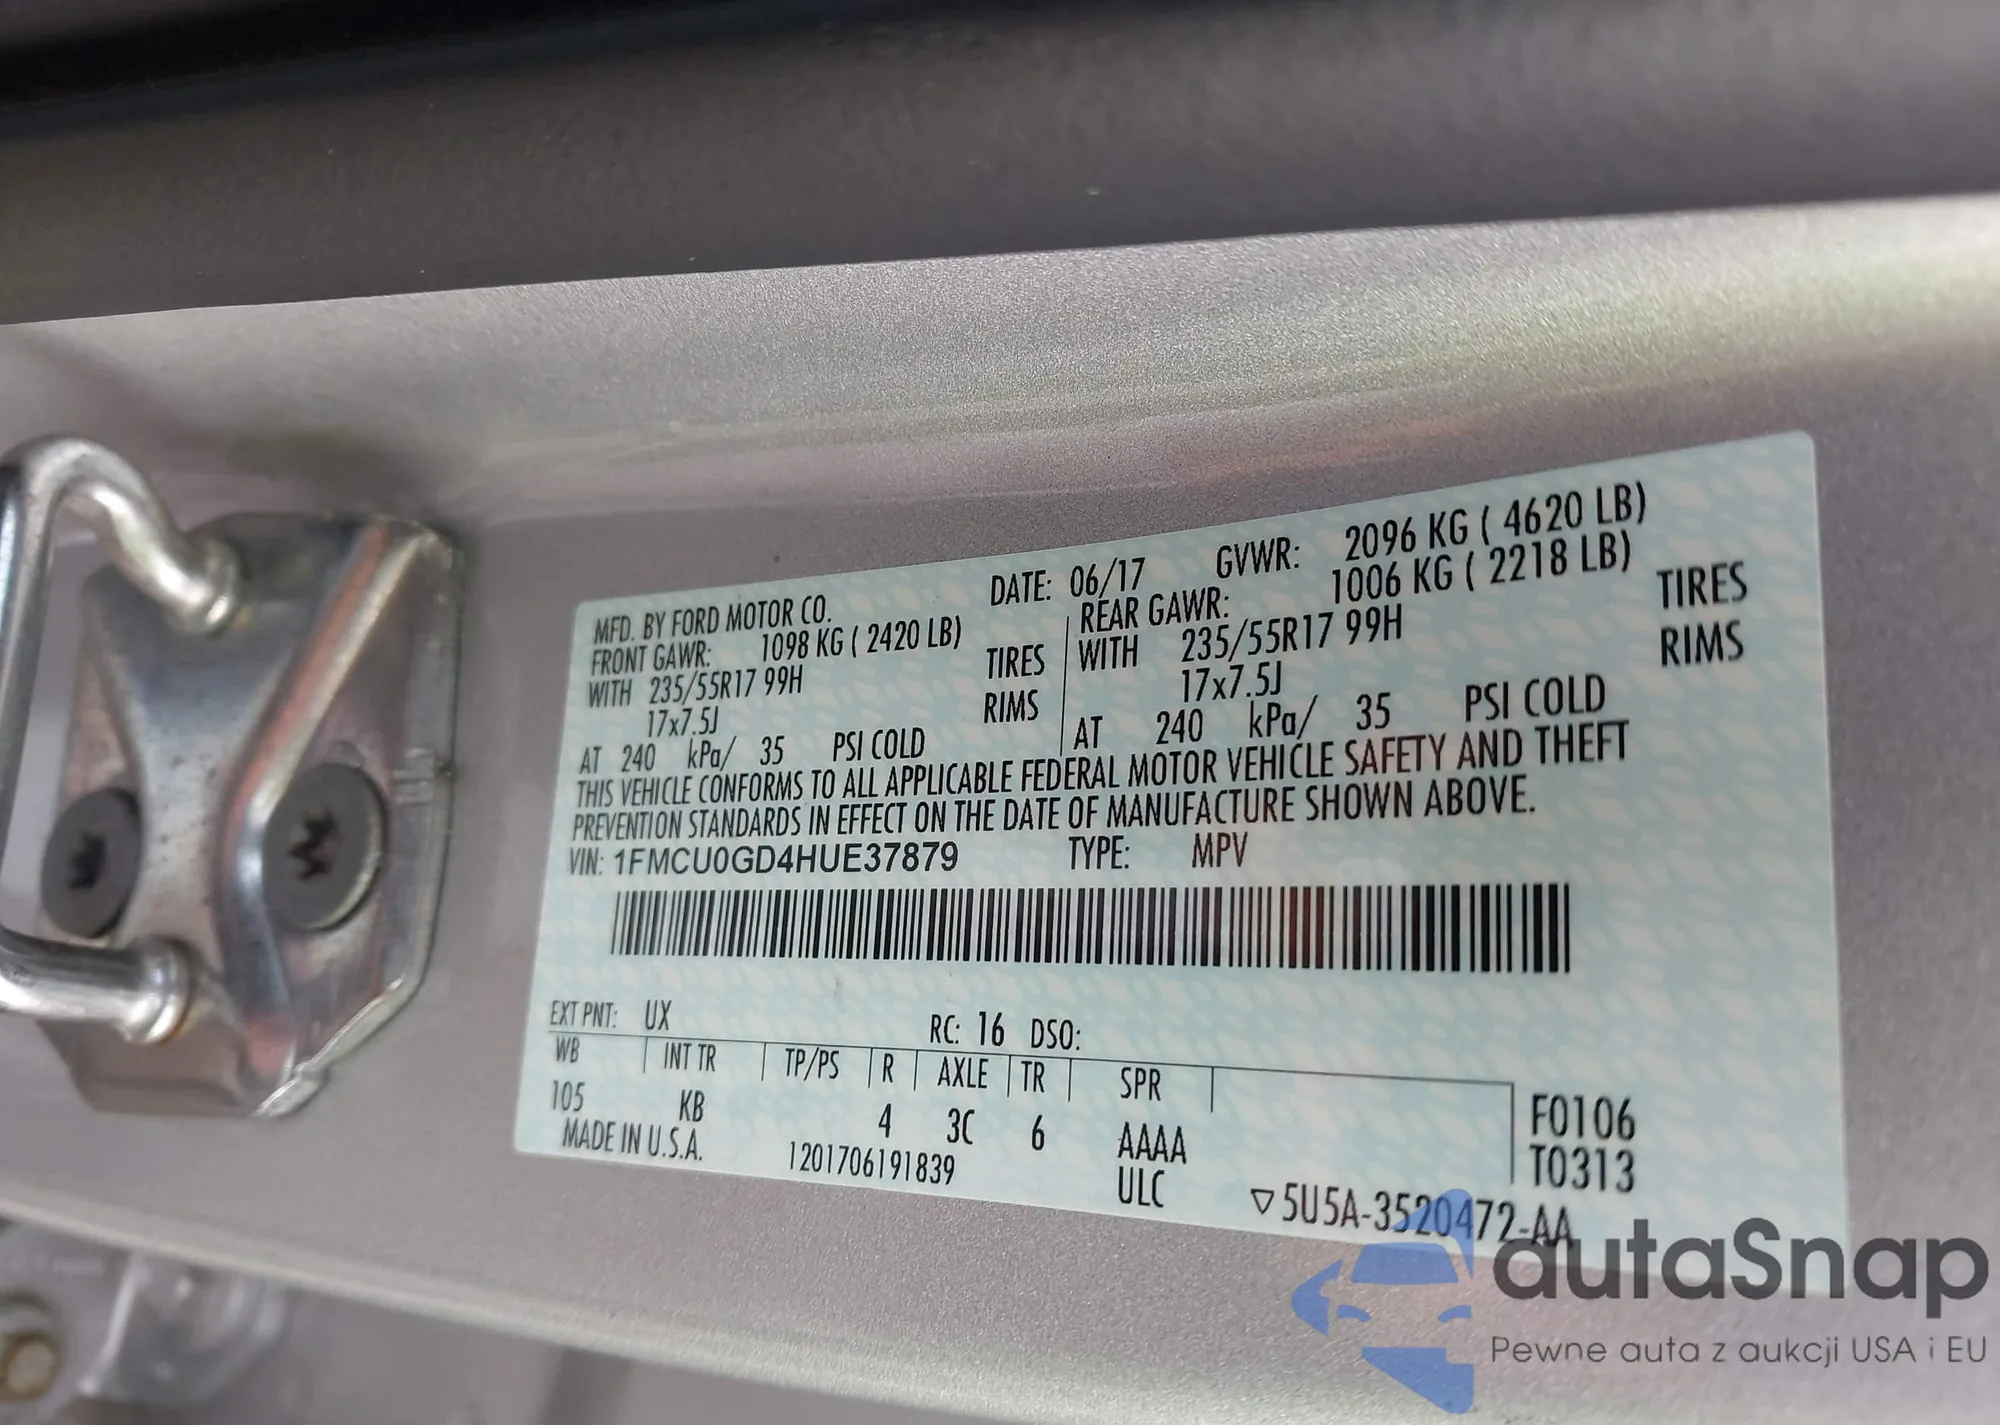 MFD. BY FORD MOTOR CO. DATE: 06/17 GVWR: 2096 KG ( 4620 LB)
FRONT GAWR: 1098 KG ( 2420 LB) REAR GAWR: 1006 KG ( 2218 LB)
WITH 235/55R17 99H TIRES WITH 235/55R17 99H TIRES
17x7.5J RIMS 17x7.5J RIMS
AT 240 kPa/ 35 PSI COLD AT 240 kPa/ 35 PSI COLD
THIS VEHICLE CONFORMS TO ALL APPLICABLE FEDERAL MOTOR VEHICLE SAFETY AND THEFT
PREVENTION STANDARDS IN EFFECT ON THE DATE OF MANUFACTURE SHOWN ABOVE.
VIN: 1FMCU0GD4HUE37879 TYPE: MPV
EXT PNT: UX RC: 16 DSO:
WB INT TR TP/PS R AXLE TR SPR
105 KB 4 3C 6 AAAA F0106
MADE IN U.S.A. 1201706191839 ULC T0313
▽5U5A-3520472-AA
autaSnap
Pewne auta z aukcji USA i EU